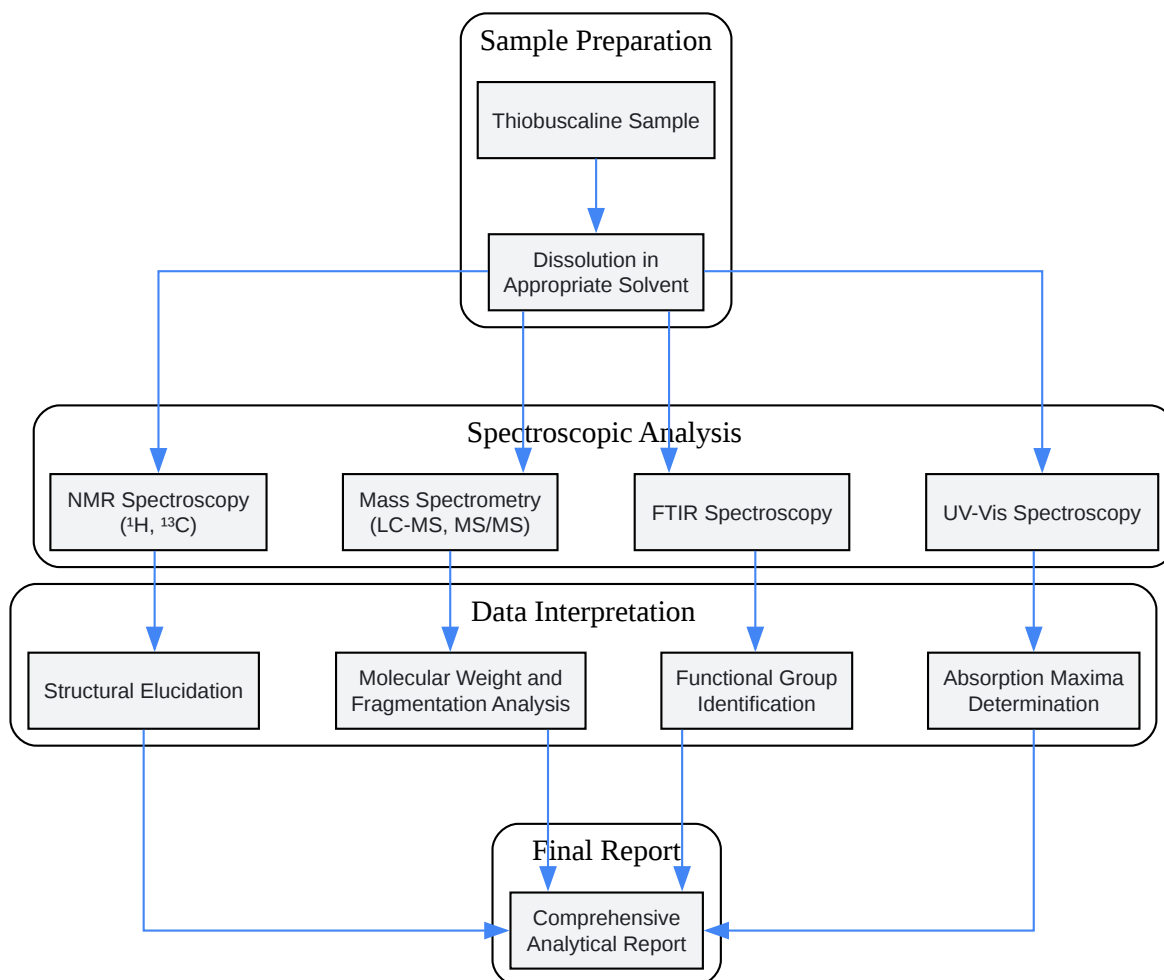 Sample Preparation
Thiobuscaline Sample
Dissolution in
Appropriate Solvent
Spectroscopic Analysis
NMR Spectroscopy
(¹H, ¹³C)
Mass Spectrometry
(LC-MS, MS/MS)
FTIR Spectroscopy
UV-Vis Spectroscopy
Data Interpretation
Structural Elucidation
Molecular Weight and
Fragmentation Analysis
Functional Group
Identification
Absorption Maxima
Determination
Final Report
Comprehensive
Analytical Report